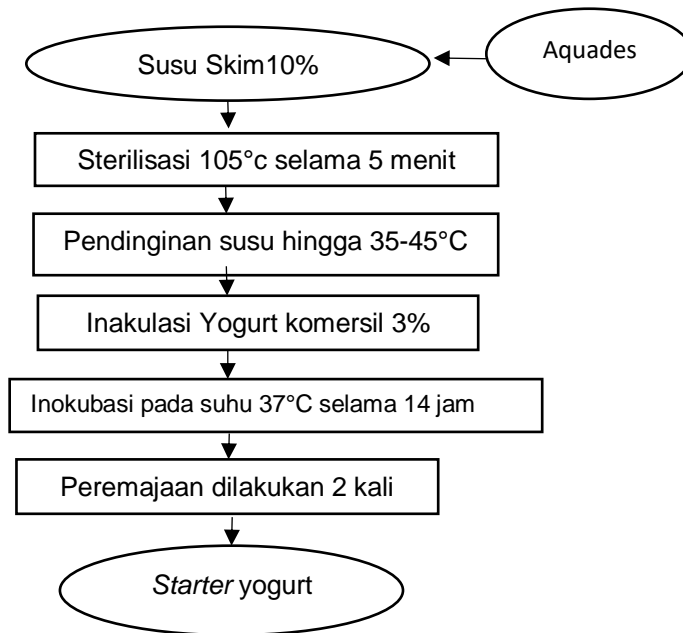 Susu Skim10%
Aquades
Sterilisasi 105°c selama 5 menit
Pendinginan susu hingga 35-45°C
Inakulasi Yogurt komersil 3%
Inokubasi pada suhu 37°C selama 14 jam
Peremajaan dilakukan 2 kali
Starter yogurt